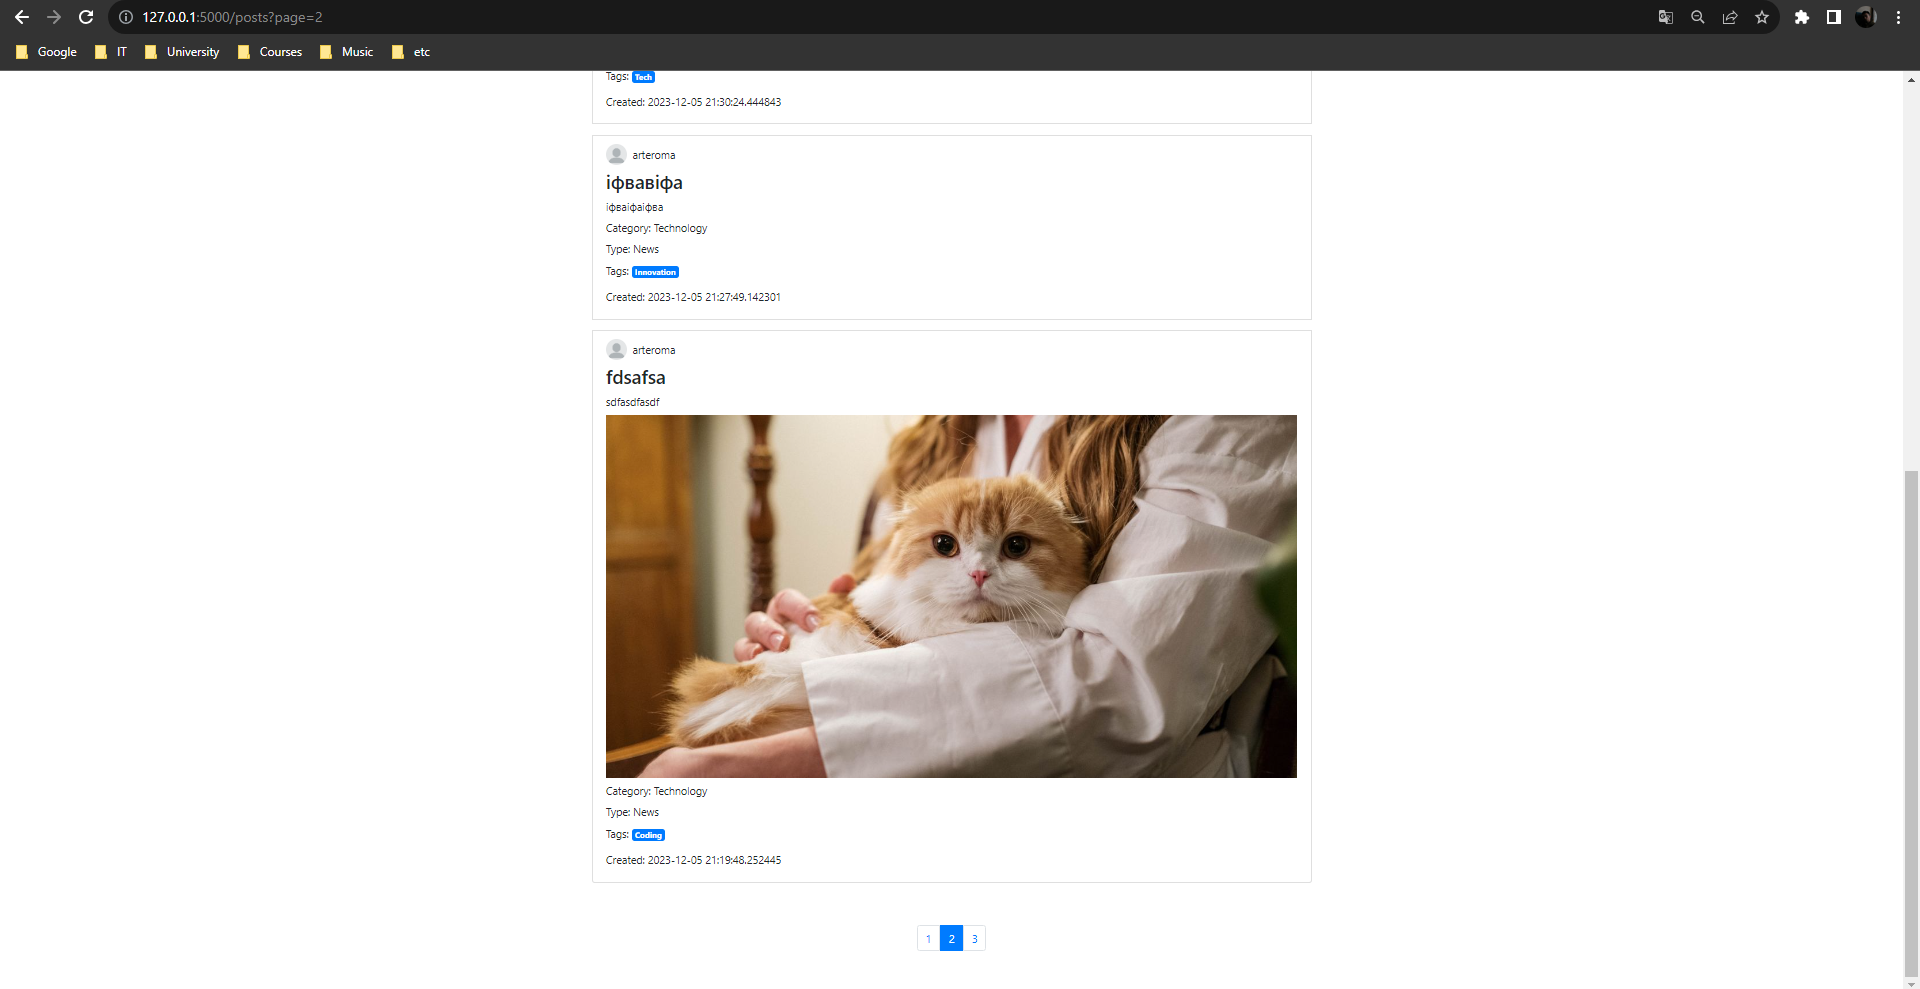 127.0.0.1:5000/posts?page=2
Google IT University Courses Music etc
Tags: Tech
Created: 2023-12-05 21:30:24.444843
arteroma
іфвавіфа
іфваіфаіфва
Category: Technology
Type: News
Tags: Innovation
Created: 2023-12-05 21:27:49.142301
arteroma
fdsafsa
sdfasdfasdf
Category: Technology
Type: News
Tags: Coding
Created: 2023-12-05 21:19:48.252445
1 2 3